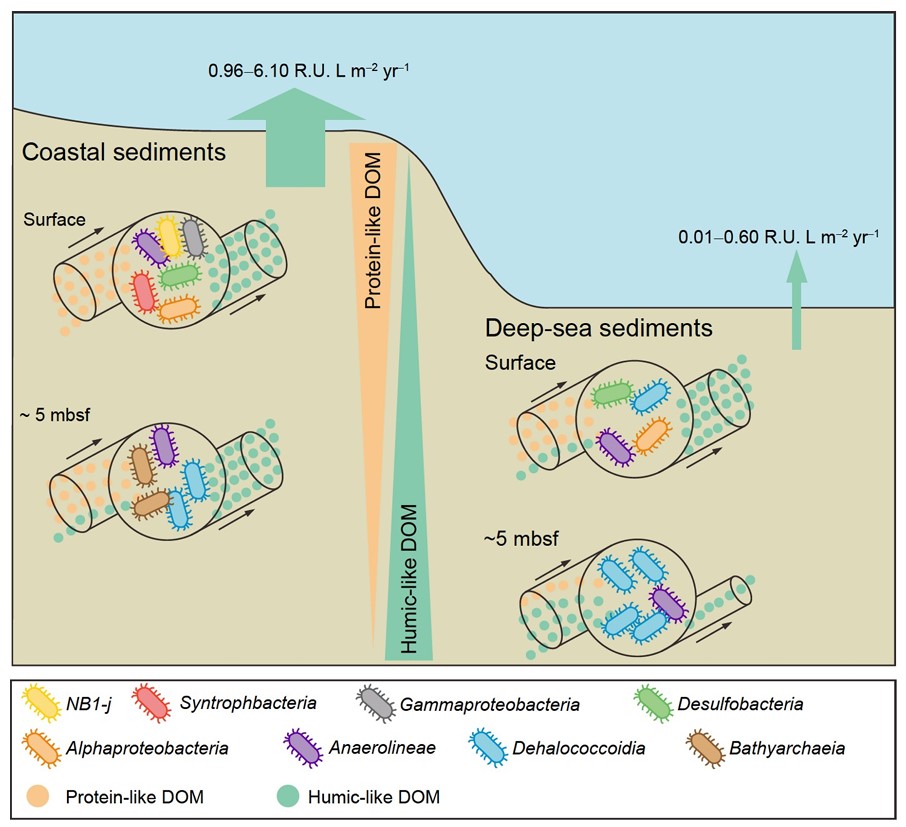 0.96–6.10 R.U. L m⁻² yr⁻¹
Coastal sediments
Surface
Protein-like DOM
Humic-like DOM
~ 5 mbsf
0.01–0.60 R.U. L m⁻² yr⁻¹
Deep-sea sediments
Surface
~5 mbsf
NB1-j
Syntrophbacteria
Gammaproteobacteria
Desulfobacteria
Alphaproteobacteria
Anaerolineae
Dehalococcoidia
Bathyarchaeia
Protein-like DOM
Humic-like DOM